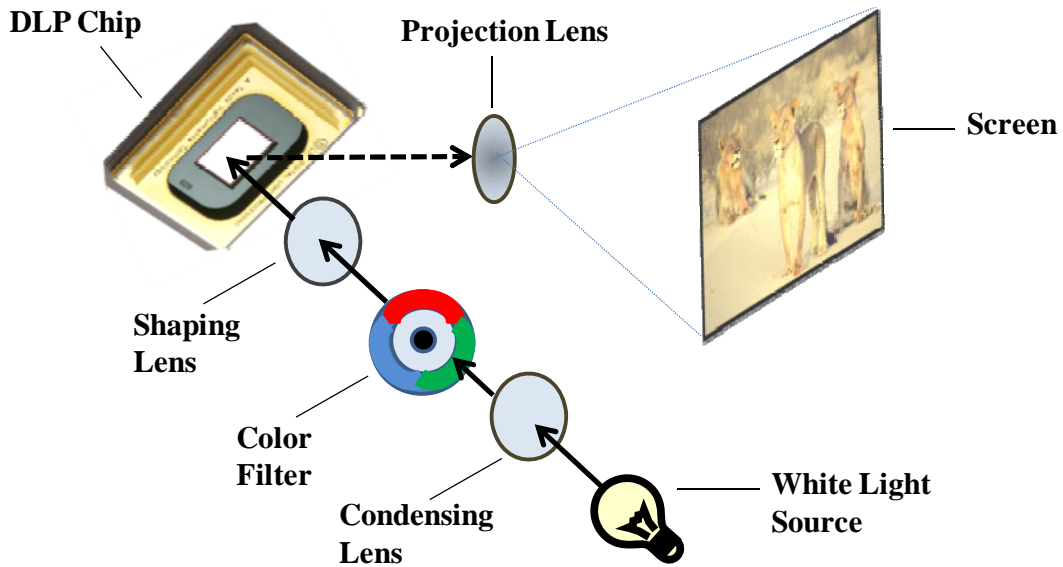 DLP Chip
Projection Lens
Screen
Shaping
Lens
Color
Filter
Condensing
Lens
White Light
Source